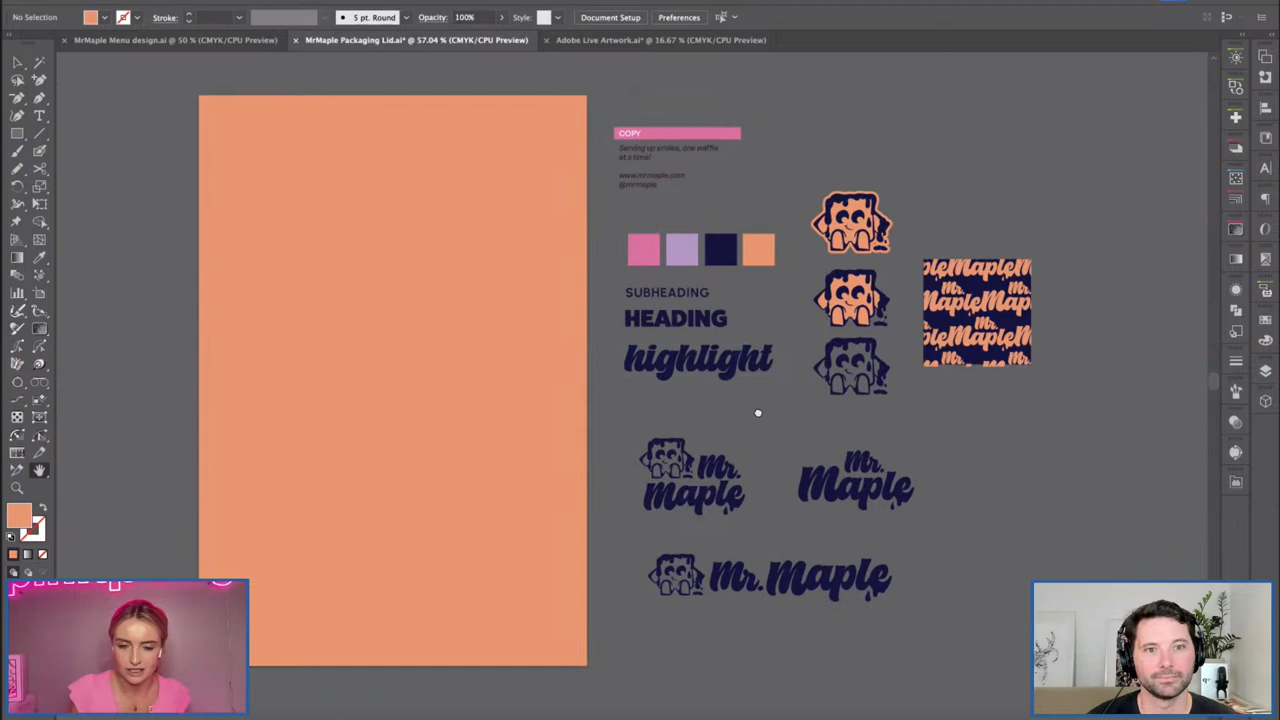 No Selection
Stroke:
5 pt. Round
Opacity: 100%
Style:
Document Setup
Preferences
MrMaple Menu design.ai @ 50 % (CMYK/CPU Preview)
MrMaple Packaging Lid.ai* @ 57.04 % (CMYK/CPU Preview)
Adobe Live Artwork.ai* @ 16.67 % (CMYK/CPU Preview)
COPY
Serving up smiles, one waffle
at a time!
www.mrmaple.com
@mrmaple
SUBHEADING
HEADING
highlight
Mr.
Maple
Mr.
Maple
Mr. Maple